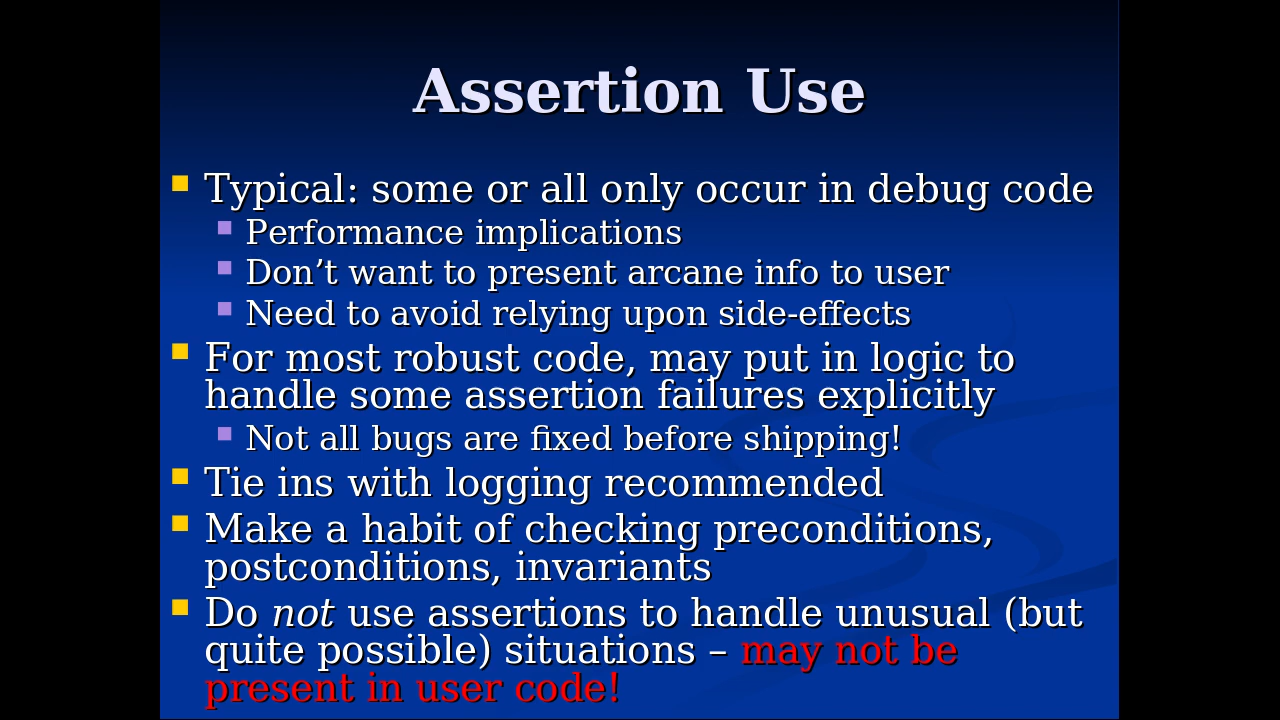 Assertion Use
Typical: some or all only occur in debug code
Performance implications
Don’t want to present arcane info to user
Need to avoid relying upon side-effects
For most robust code, may put in logic to
handle some assertion failures explicitly
Not all bugs are fixed before shipping!
Tie ins with logging recommended
Make a habit of checking preconditions,
postconditions, invariants
Do not use assertions to handle unusual (but
quite possible) situations – may not be
present in user code!